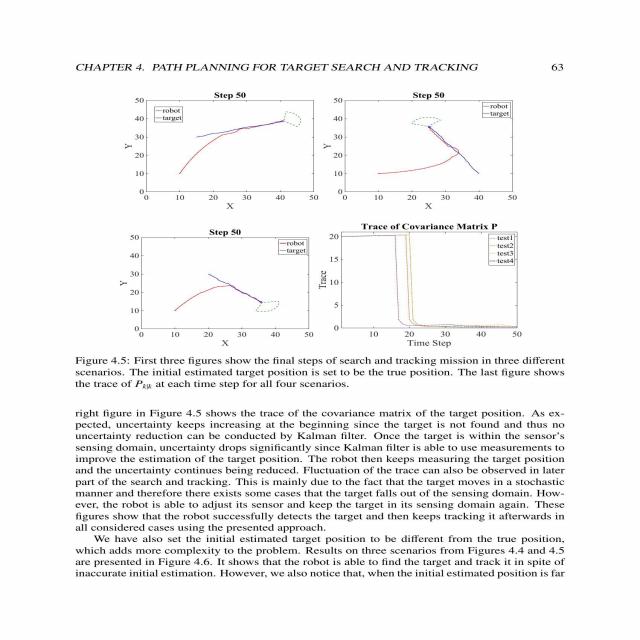 CHAPTER 4. PATH PLANNING FOR TARGET SEARCH AND TRACKING 63
Step 50
Step 50
50
40
30
20
10
0
Y
robot
target
0 10 20 30 40 50
X
50
40
30
20
10
0
Y
robot
target
0 10 20 30 40 50
X
Step 50
Trace of Covariance Matrix P
50
40
30
20
10
0
Y
robot
target
0 10 20 30 40 50
X
20
15
10
5
0
Trace
test1
test2
test3
test4
10 20 30 40 50
Time Step
Figure 4.5: First three figures show the final steps of search and tracking mission in three different
scenarios. The initial estimated target position is set to be the true position. The last figure shows
the trace of Pk|k at each time step for all four scenarios.
right figure in Figure 4.5 shows the trace of the covariance matrix of the target position. As ex-
pected, uncertainty keeps increasing at the beginning since the target is not found and thus no
uncertainty reduction can be conducted by Kalman filter. Once the target is within the sensor's
sensing domain, uncertainty drops significantly since Kalman filter is able to use measurements to
improve the estimation of the target position. The robot then keeps measuring the target position
and the uncertainty continues being reduced. Fluctuation of the trace can also be observed in later
part of the search and tracking. This is mainly due to the fact that the target moves in a stochastic
manner and therefore there exists some cases that the target falls out of the sensing domain. How-
ever, the robot is able to adjust its sensor and keep the target in its sensing domain again. These
figures show that the robot successfully detects the target and then keeps tracking it afterwards in
all considered cases using the presented approach.
We have also set the initial estimated target position to be different from the true position,
which adds more complexity to the problem. Results on three scenarios from Figures 4.4 and 4.5
are presented in Figure 4.6. It shows that the robot is able to find the target and track it in spite of
inaccurate initial estimation. However, we also notice that, when the initial estimated position is far